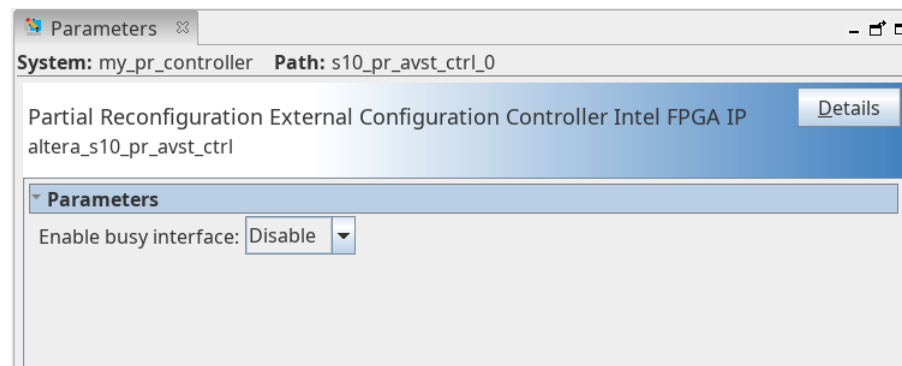 Parameters
System: my_pr_controller Path: s10_pr_avst_ctrl_0
Partial Reconfiguration External Configuration Controller Intel FPGA IP
Details
altera_s10_pr_avst_ctrl
Parameters
Enable busy interface: Disable